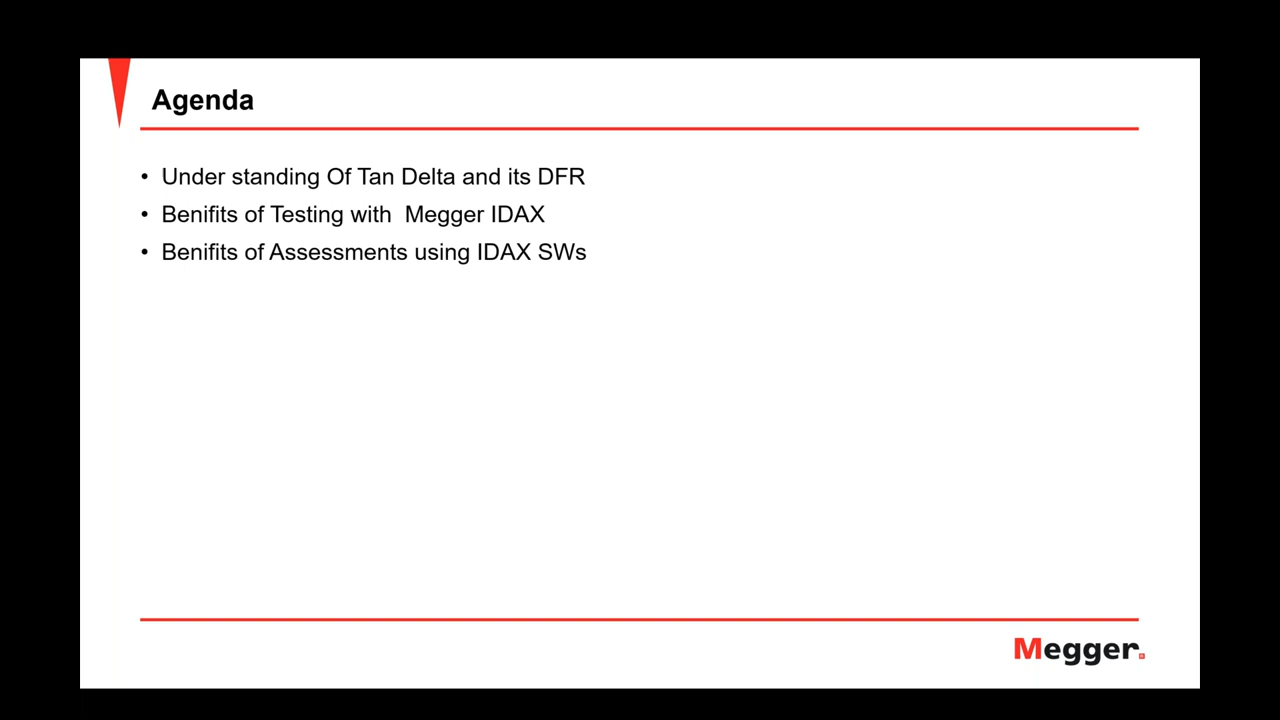 Agenda
• Under standing Of Tan Delta and its DFR
• Benifits of Testing with  Megger IDAX
• Benifits of Assessments using IDAX SWs
Megger.